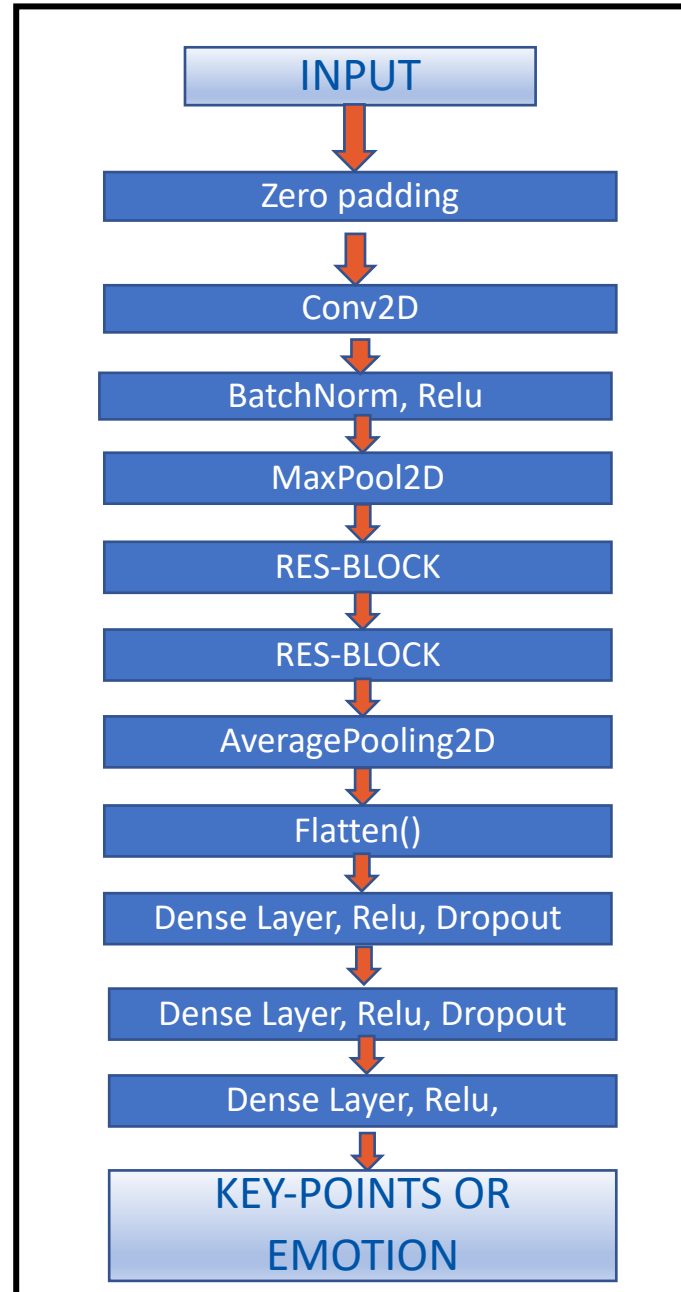 INPUT
Zero padding
Conv2D
BatchNorm, Relu
MaxPool2D
RES-BLOCK
RES-BLOCK
AveragePooling2D
Flatten()
Dense Layer, Relu, Dropout
Dense Layer, Relu, Dropout
Dense Layer, Relu,
KEY-POINTS OR
EMOTION